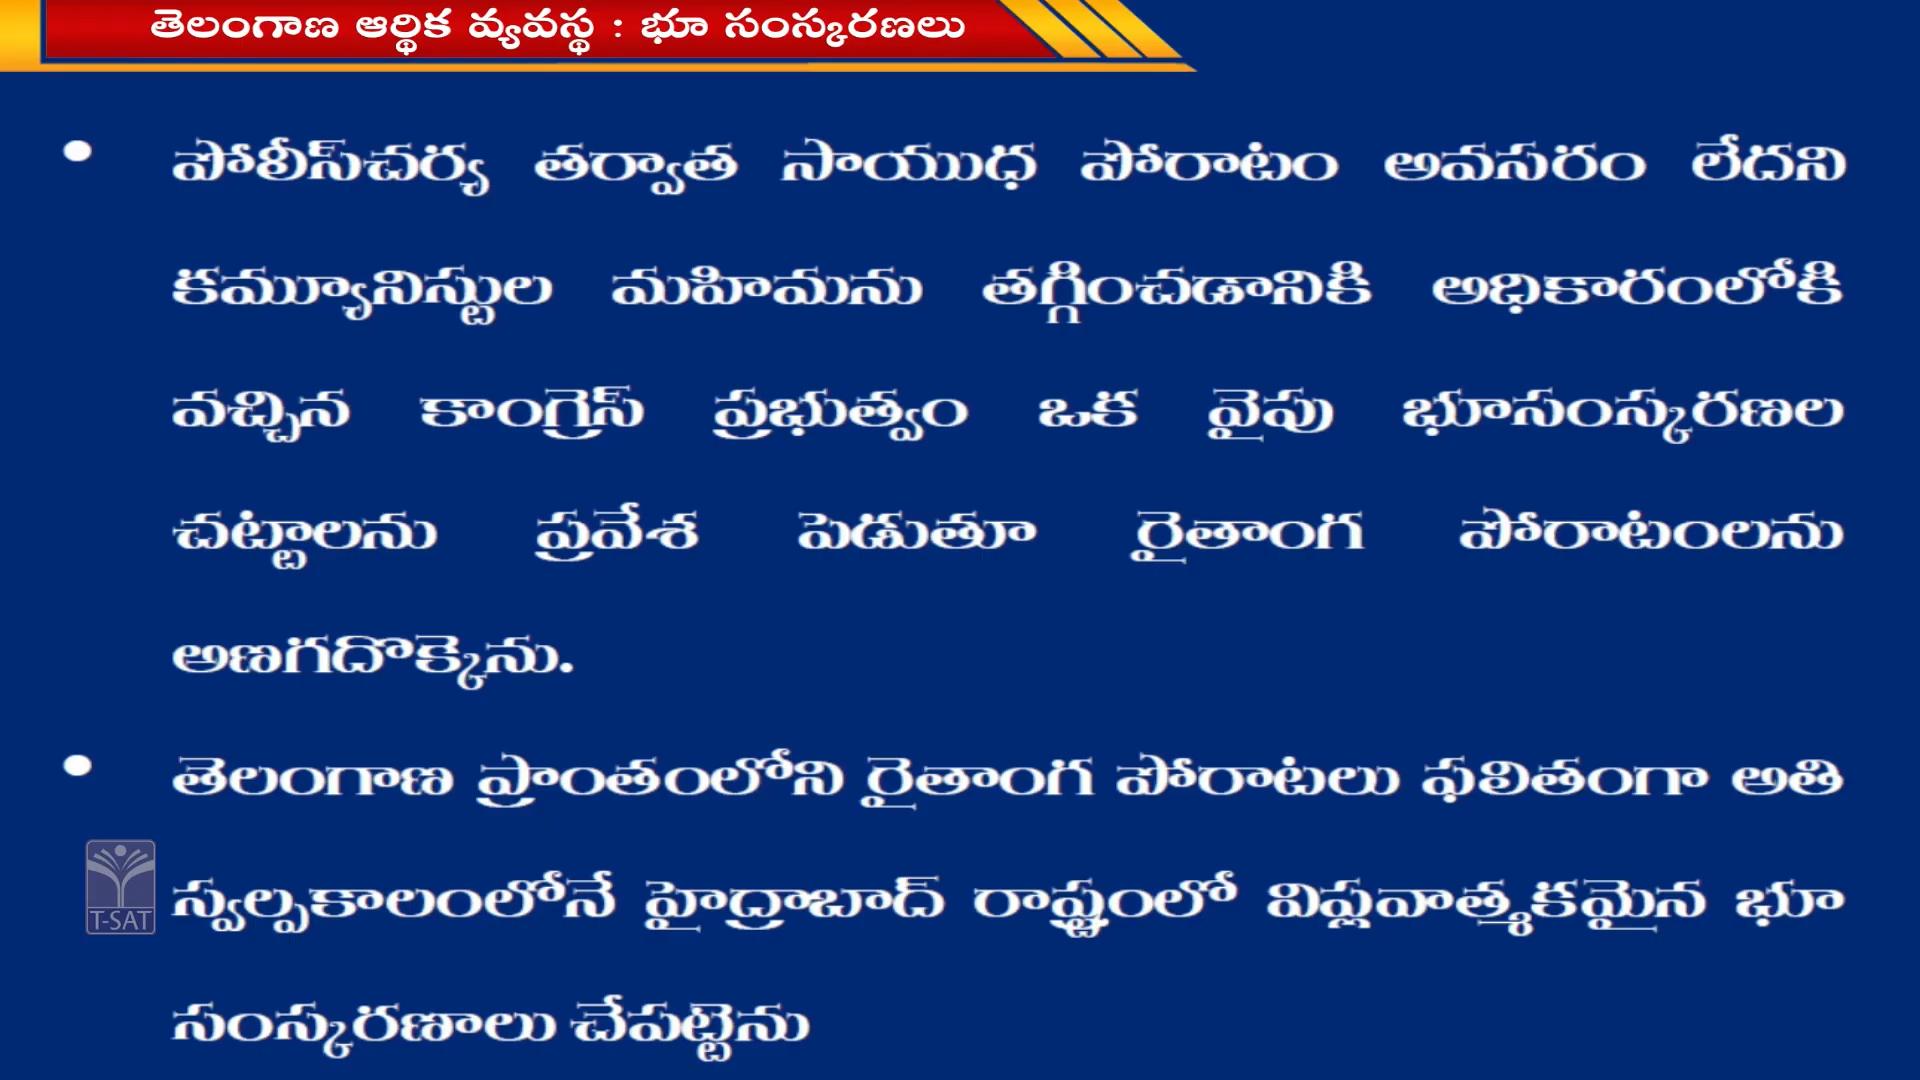 తెలంగాణ ఆర్థిక వ్యవస్థ : భూ సంస్కరణలు
• పోలీస్‌చర్య తర్వాత సాయుధ పోరాటం అవసరం లేదని
కమ్యూనిస్టుల మహిమను తగ్గించడానికి అధికారంలోకి
వచ్చిన కాంగ్రెస్ ప్రభుత్వం ఒక వైపు భూసంస్కరణల
చట్టాలను ప్రవేశ పెడుతూ రైతాంగ పోరాటంలను
అణగదొక్కెను.
• తెలంగాణ ప్రాంతంలోని రైతాంగ పోరాటలు ఫలితంగా అతి
స్వల్పకాలంలోనే హైద్రాబాద్ రాష్ట్రంలో విప్లవాత్మకమైన భూ
సంస్కరణాలు చేపట్టెను
T-SAT